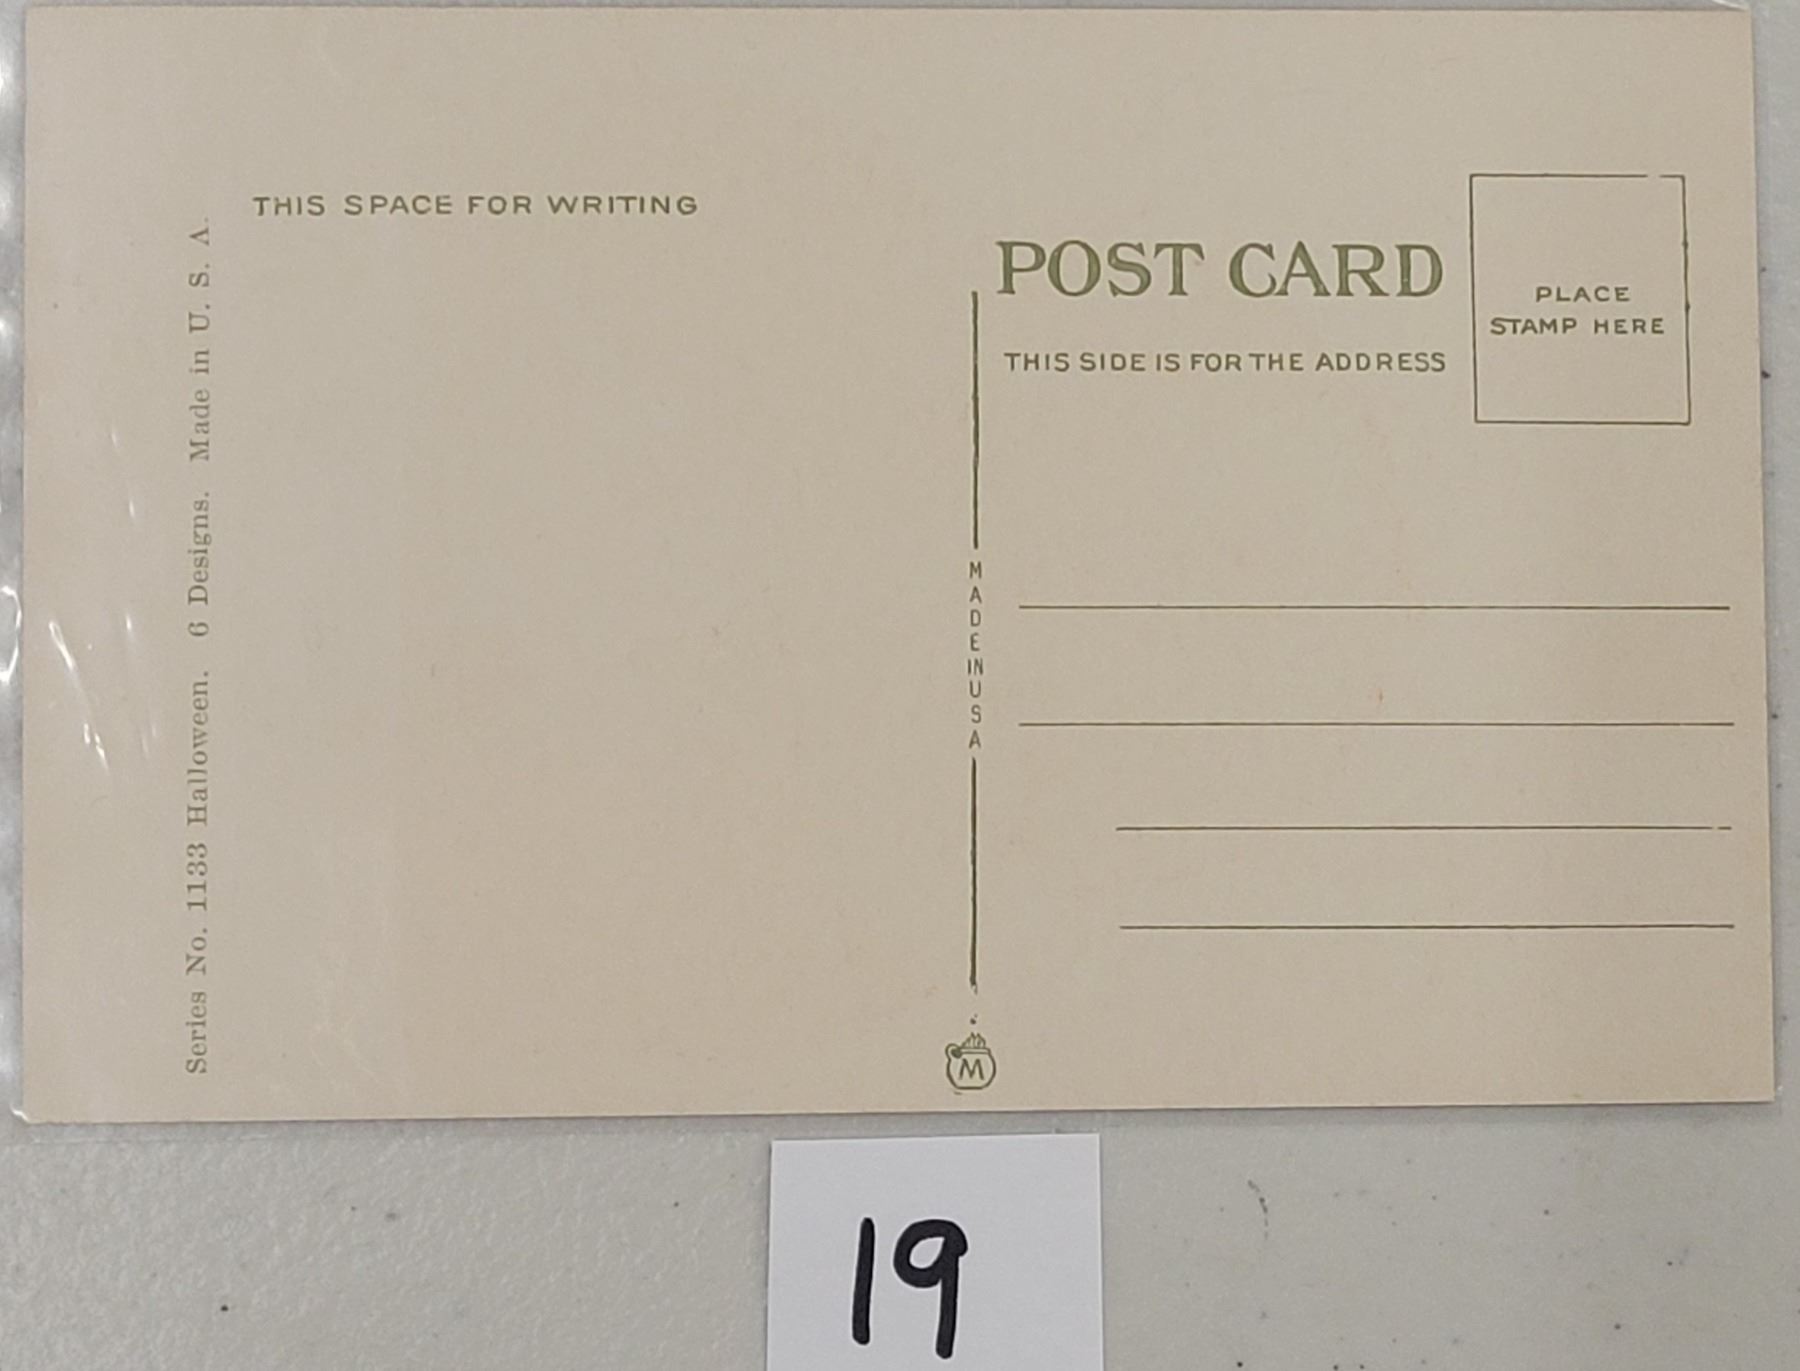 THIS SPACE FOR WRITING
Series No. 1133 Halloween. 6 Designs. Made in U. S. A.
POST CARD
THIS SIDE IS FOR THE ADDRESS
PLACE
STAMP HERE
MADE IN USA
M
19